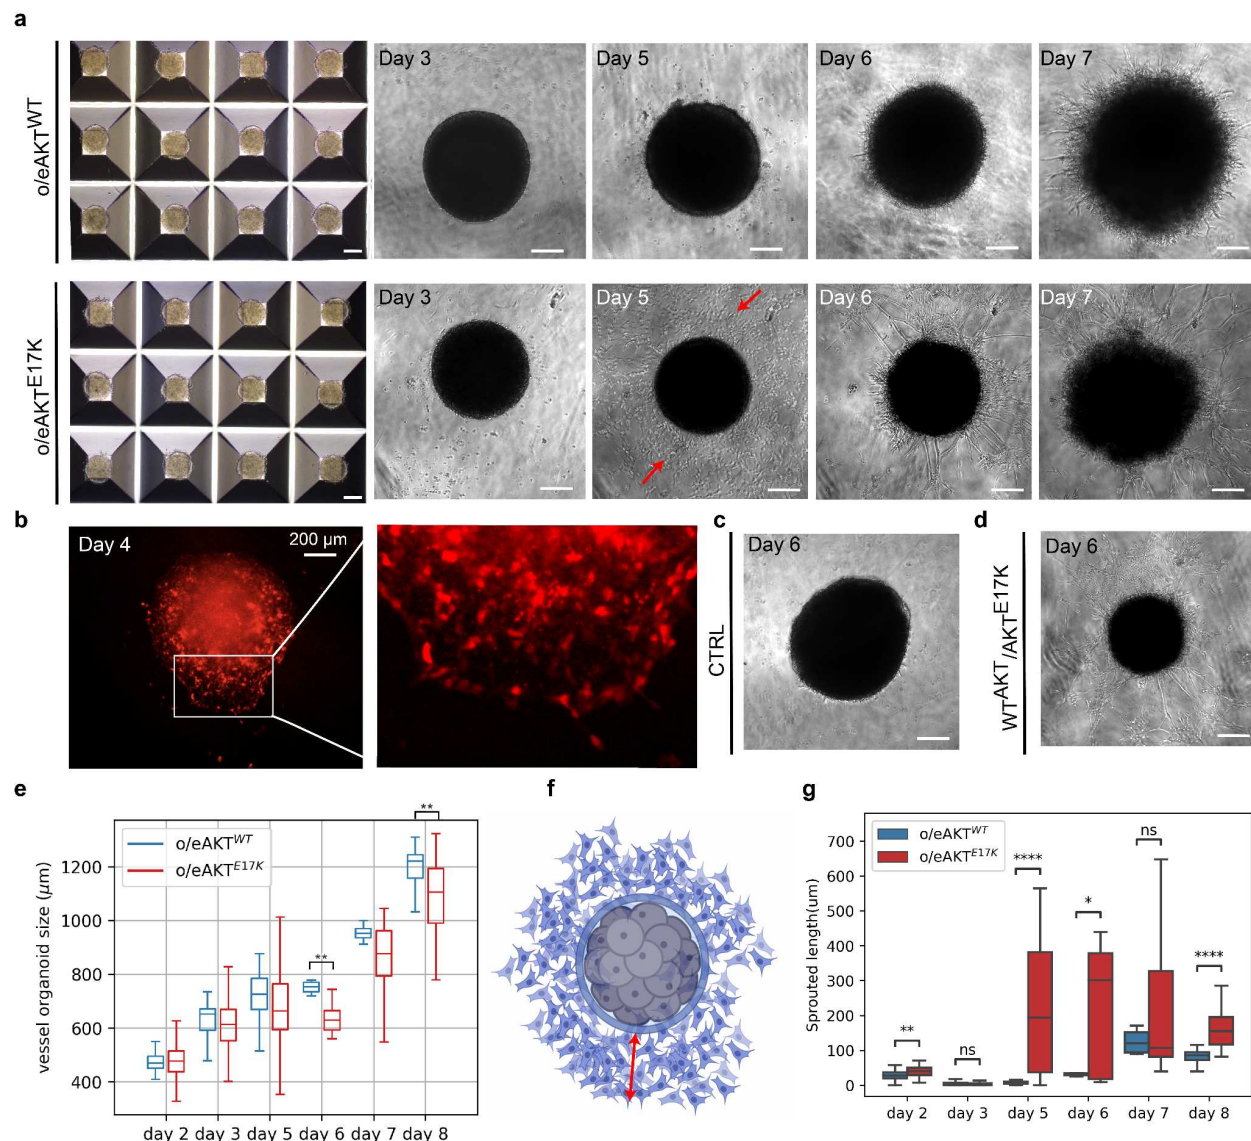 a
o/eAKTWT
Day 3
Day 5
Day 6
Day 7
o/eAKTE17K
Day 3
Day 5
Day 6
Day 7
b
Day 4
200 µm
c
CTRL
Day 6
d
WTAKT/AKTE17K
Day 6
e
vessel organoid size (µm)
1200
1000
800
600
400
o/eAKTWT
o/eAKTE17K
**
**
day 2 day 3 day 5 day 6 day 7 day 8
f
g
Sprouted length(um)
700
600
500
400
300
200
100
0
o/eAKTWT
o/eAKTE17K
**
ns
****
*
ns
****
day 2 day 3 day 5 day 6 day 7 day 8